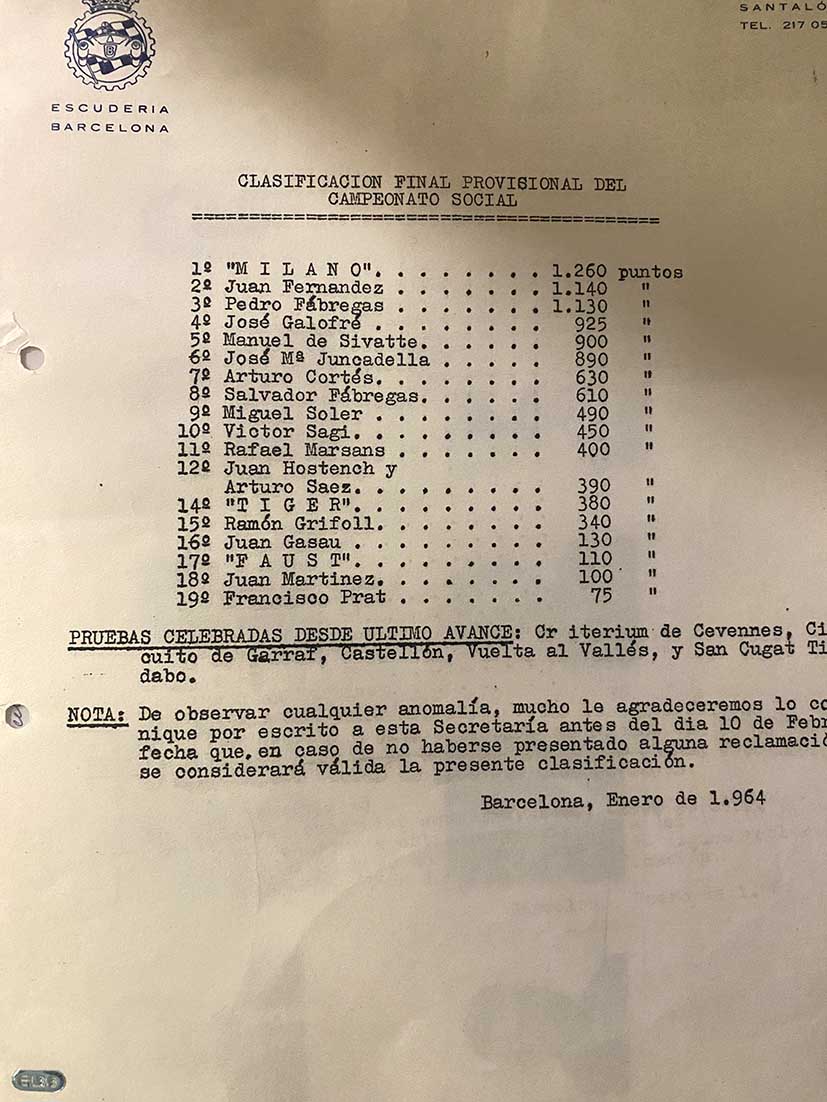 SANTALÓ
TEL. 217 05
ESCUDERIA
BARCELONA
CLASIFICACION FINAL PROVISIONAL DEL
CAMPEONATO SOCIAL
==========================================
1º "M I L A N O". . . . . . . . 1.260 puntos
2º Juan Fernandez . . . . . . . 1.140 "
3º Pedro Fábregas . . . . . . . 1.130 "
4º José Galofré . . . . . . . . 925 "
5º Manuel de Sivatte. . . . . . 900 "
6º José Mª Juncadella . . . . . 890 "
7º Arturo Cortés. . . . . . . . 630 "
8º Salvador Fábregas. . . . . . 610 "
9º Miguel Soler . . . . . . . . 490 "
10º Victor Sagi. . . . . . . . . 450 "
11º Rafael Marsans . . . . . . . 400 "
12º Juan Hostench y
Arturo Saez. . . . . . . . . 390 "
14º "T I G E R". . . . . . . . . 380 "
15º Ramón Grifoll. . . . . . . . 340 "
16º Juan Gasau . . . . . . . . . 130 "
17º "F A U S T". . . . . . . . . 110 "
18º Juan Martinez. . . . . . . . 100 "
19º Francisco Prat . . . . . . . 75 "
PRUEBAS CELEBRADAS DESDE ULTIMO AVANCE: Cr iterium de Cevennes, Ci
cuito de Garraf, Castellón, Vuelta al Vallés, y San Cugat Ti
dabo.
NOTA: De observar cualquier anomalía, mucho le agradeceremos lo co
nique por escrito a esta Secretaría antes del dia 10 de Febr
fecha que, en caso de no haberse presentado alguna reclamació
se considerará válida la presente clasificación.
Barcelona, Enero de 1.964